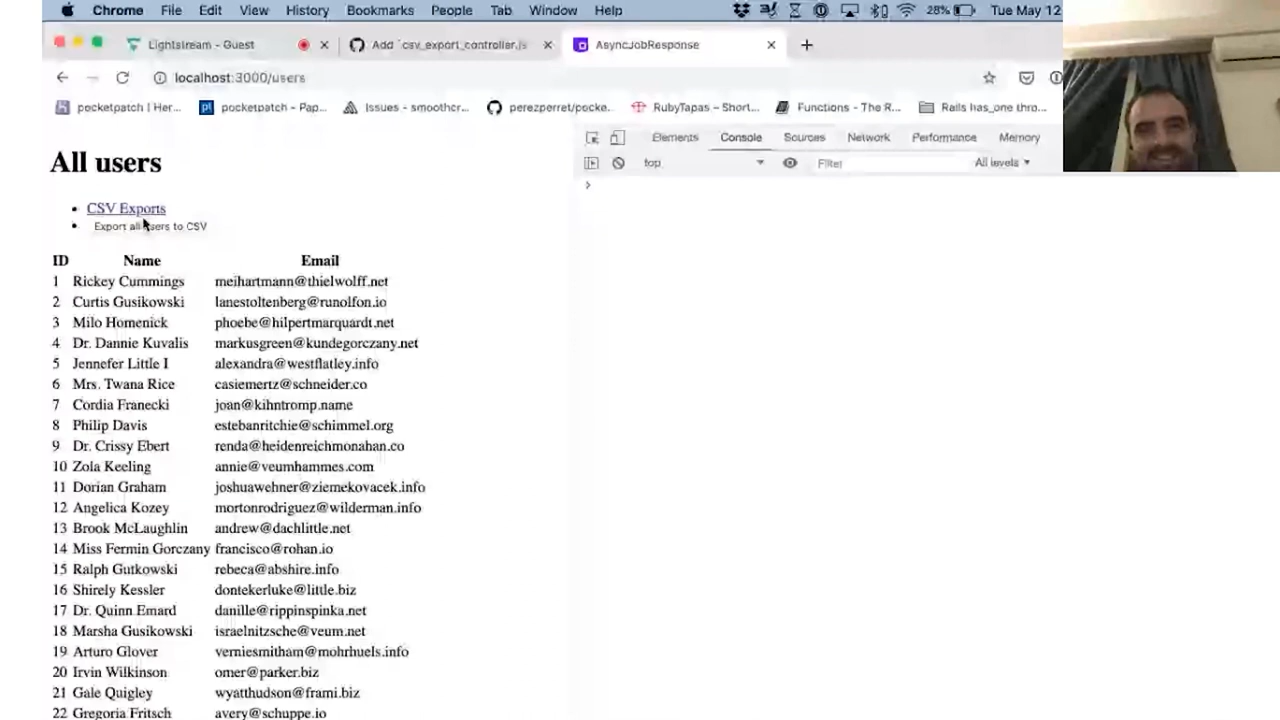 Chrome File Edit View History Bookmarks People Tab Window Help 28% Tue May 12
Lightstream - Guest Add `csv_export_controller.js AsyncJobResponse
localhost:3000/users
pocketpatch | Her... pocketpatch - Pap... Issues - smoothcr... perezperret/pocke... RubyTapas – Short... Functions - The R... Rails has_one thro...
Elements Console Sources Network Performance Memory
top Filter All levels
All users
CSV Exports
Export all users to CSV
ID Name Email
1 Rickey Cummings meihartmann@thielwolff.net
2 Curtis Gusikowski lanestoltenberg@runolfon.io
3 Milo Homenick phoebe@hilpertmarquardt.net
4 Dr. Dannie Kuvalis markusgreen@kundegorczany.net
5 Jennefer Little I alexandra@westflatley.info
6 Mrs. Twana Rice casiemertz@schneider.co
7 Cordia Franecki joan@kihntromp.name
8 Philip Davis estebanritchie@schimmel.org
9 Dr. Crissy Ebert renda@heidenreichmonahan.co
10 Zola Keeling annie@veumhammes.com
11 Dorian Graham joshuawehner@ziemekovacek.info
12 Angelica Kozey mortonrodriguez@wilderman.info
13 Brook McLaughlin andrew@dachlittle.net
14 Miss Fermin Gorczany francisco@rohan.io
15 Ralph Gutkowski rebeca@abshire.info
16 Shirely Kessler dontekerluke@little.biz
17 Dr. Quinn Emard danille@rippinspinka.net
18 Marsha Gusikowski israelnitzsche@veum.net
19 Arturo Glover verniesmitham@mohrhuels.info
20 Irvin Wilkinson omer@parker.biz
21 Gale Quigley wyatthudson@frami.biz
22 Gregoria Fritsch avery@schuppe.io